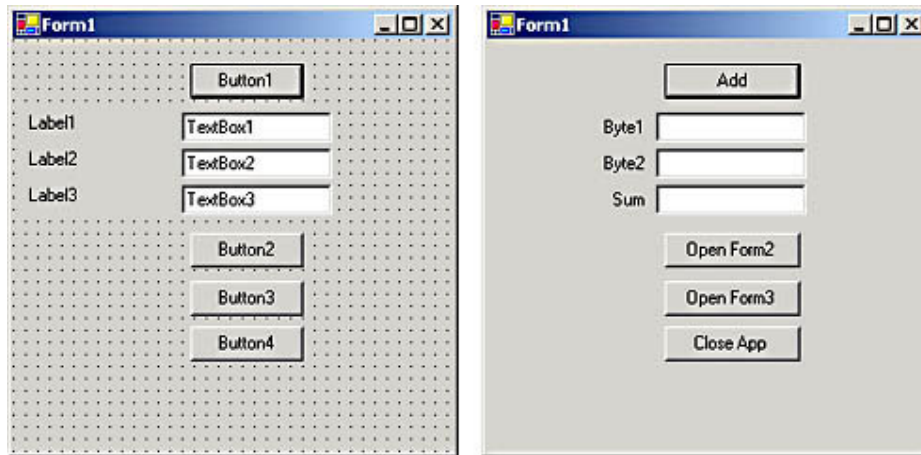 Form1
Button1
Label1 TextBox1
Label2 TextBox2
Label3 TextBox3
Button2
Button3
Button4
Form1
Add
Byte1
Byte2
Sum
Open Form2
Open Form3
Close App